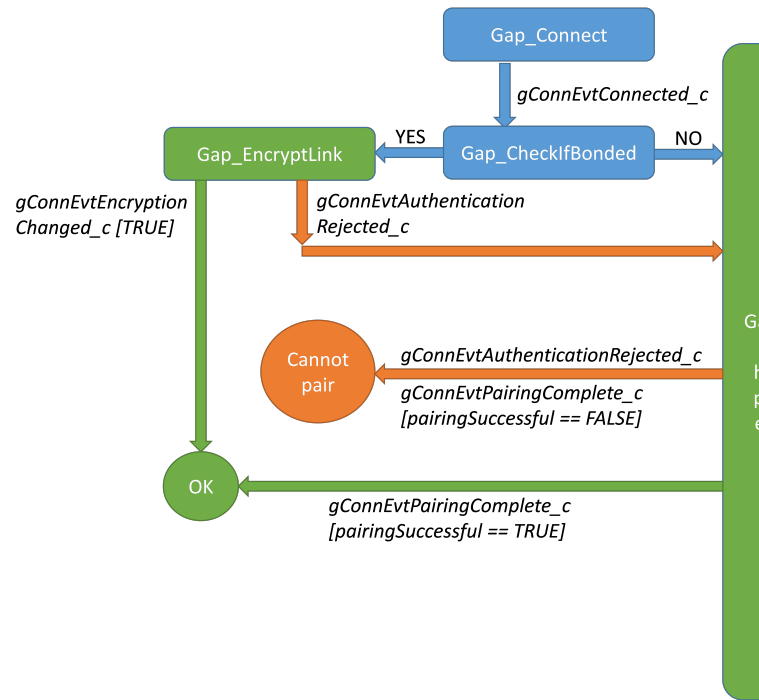 Gap_Connect
gConnEvtConnected_c
YES
NO
Gap_EncryptLink
Gap_CheckIfBonded
gConnEvtEncryption
Changed_c [TRUE]
gConnEvtAuthentication
Rejected_c
Cannot
pair
gConnEvtAuthenticationRejected_c
gConnEvtPairingComplete_c
[pairingSuccessful == FALSE]
OK
gConnEvtPairingComplete_c
[pairingSuccessful == TRUE]